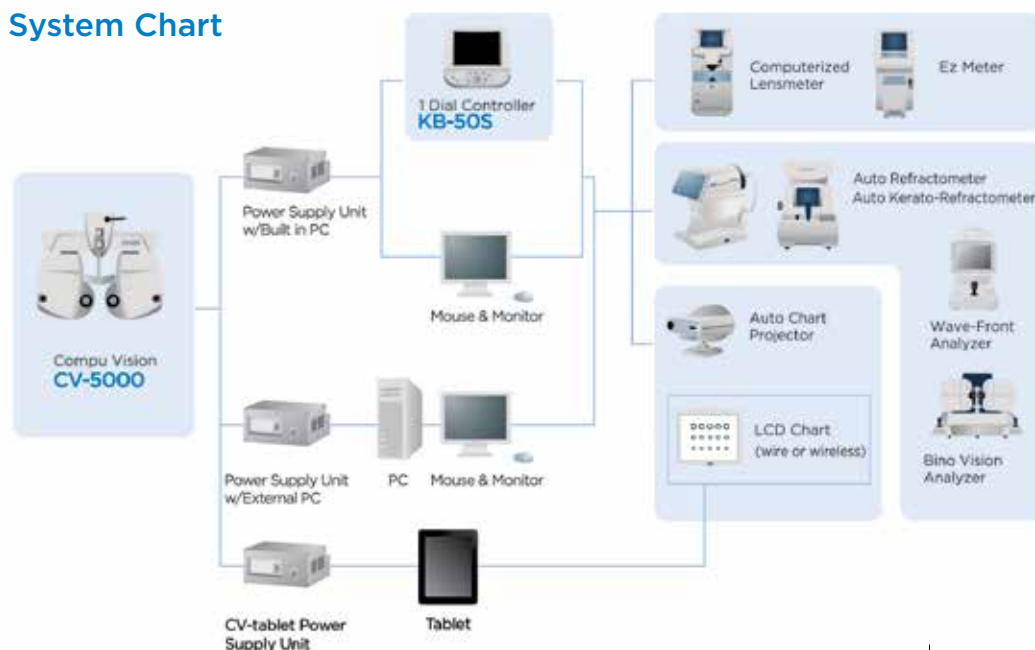 System Chart
1 Dial Controller
KB-50S
Computerized
Lensmeter
Ez Meter
Power Supply Unit
w/Built in PC
Auto Refractometer
Auto Kerato-Refractometer
Mouse & Monitor
Auto Chart
Projector
Wave-Front
Analyzer
Compu Vision
CV-5000
LCD Chart
(wire or wireless)
Bino Vision
Analyzer
Power Supply Unit
w/External PC
PC
Mouse & Monitor
CV-tablet Power
Supply Unit
Tablet